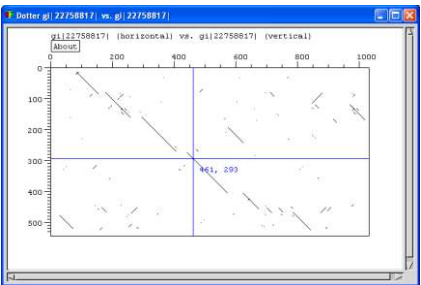 Dotter gi|22758817| vs. gi|22758817|
gi|22758817| (horizontal) vs. gi|22758817| (vertical)
About
0 200 400 600 800 1000
0
100
200
300
400
500
461, 293